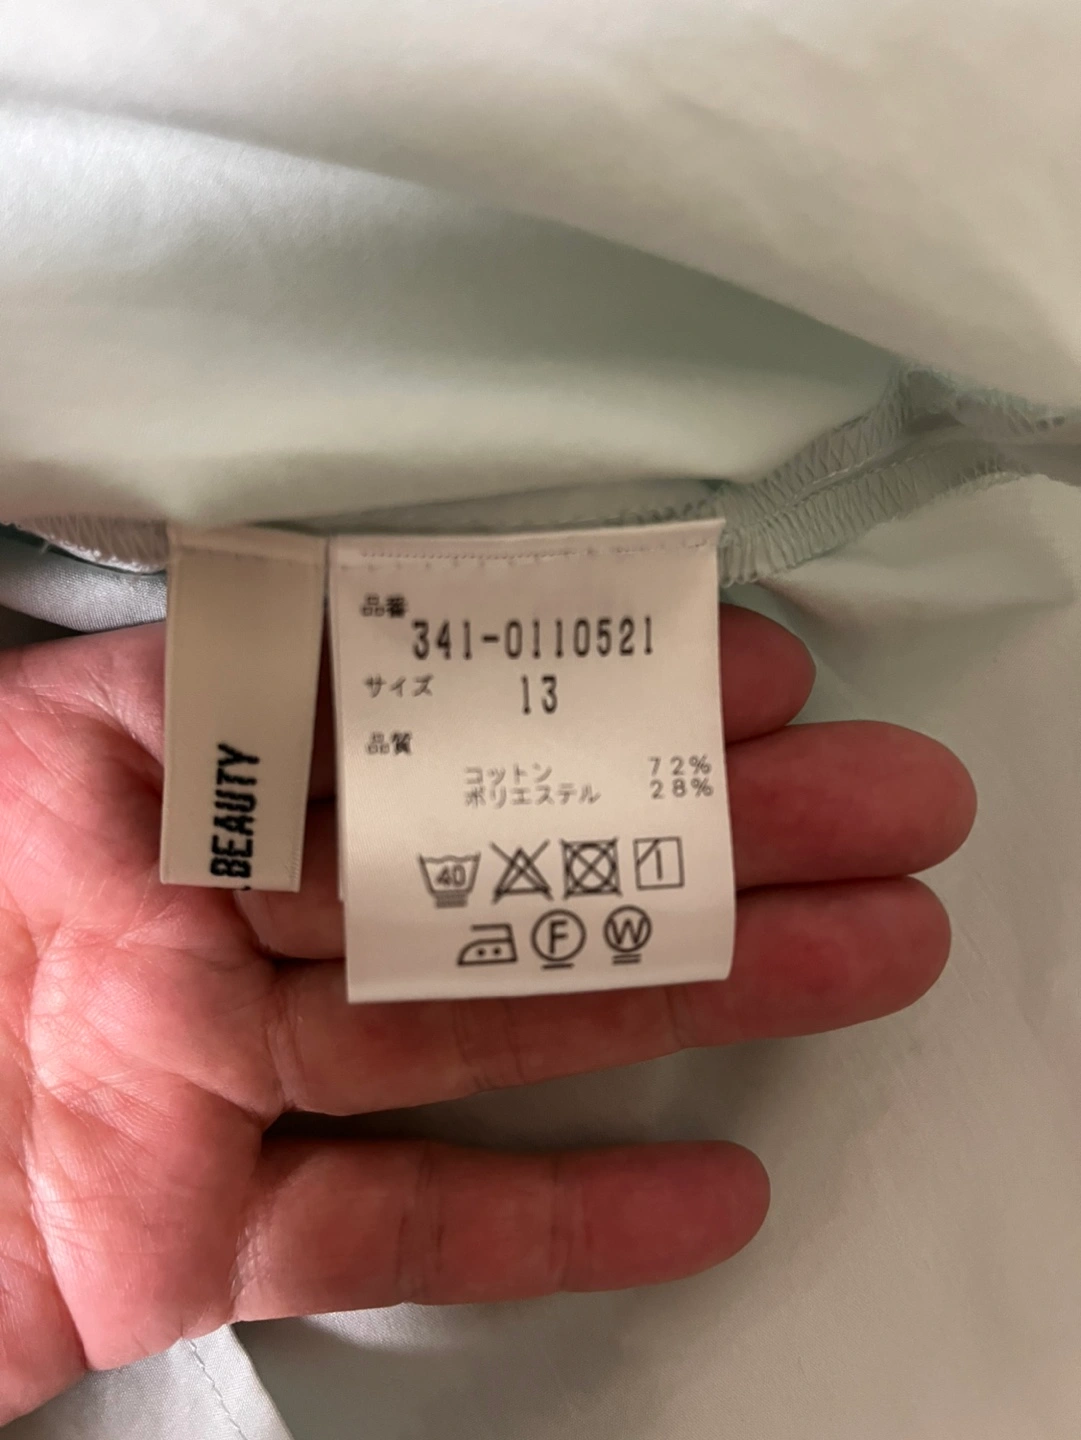 品番
341-0110521
サイズ 13
品質
コットン 72%
ポリエステル 28%
40
F W
BEAUTY